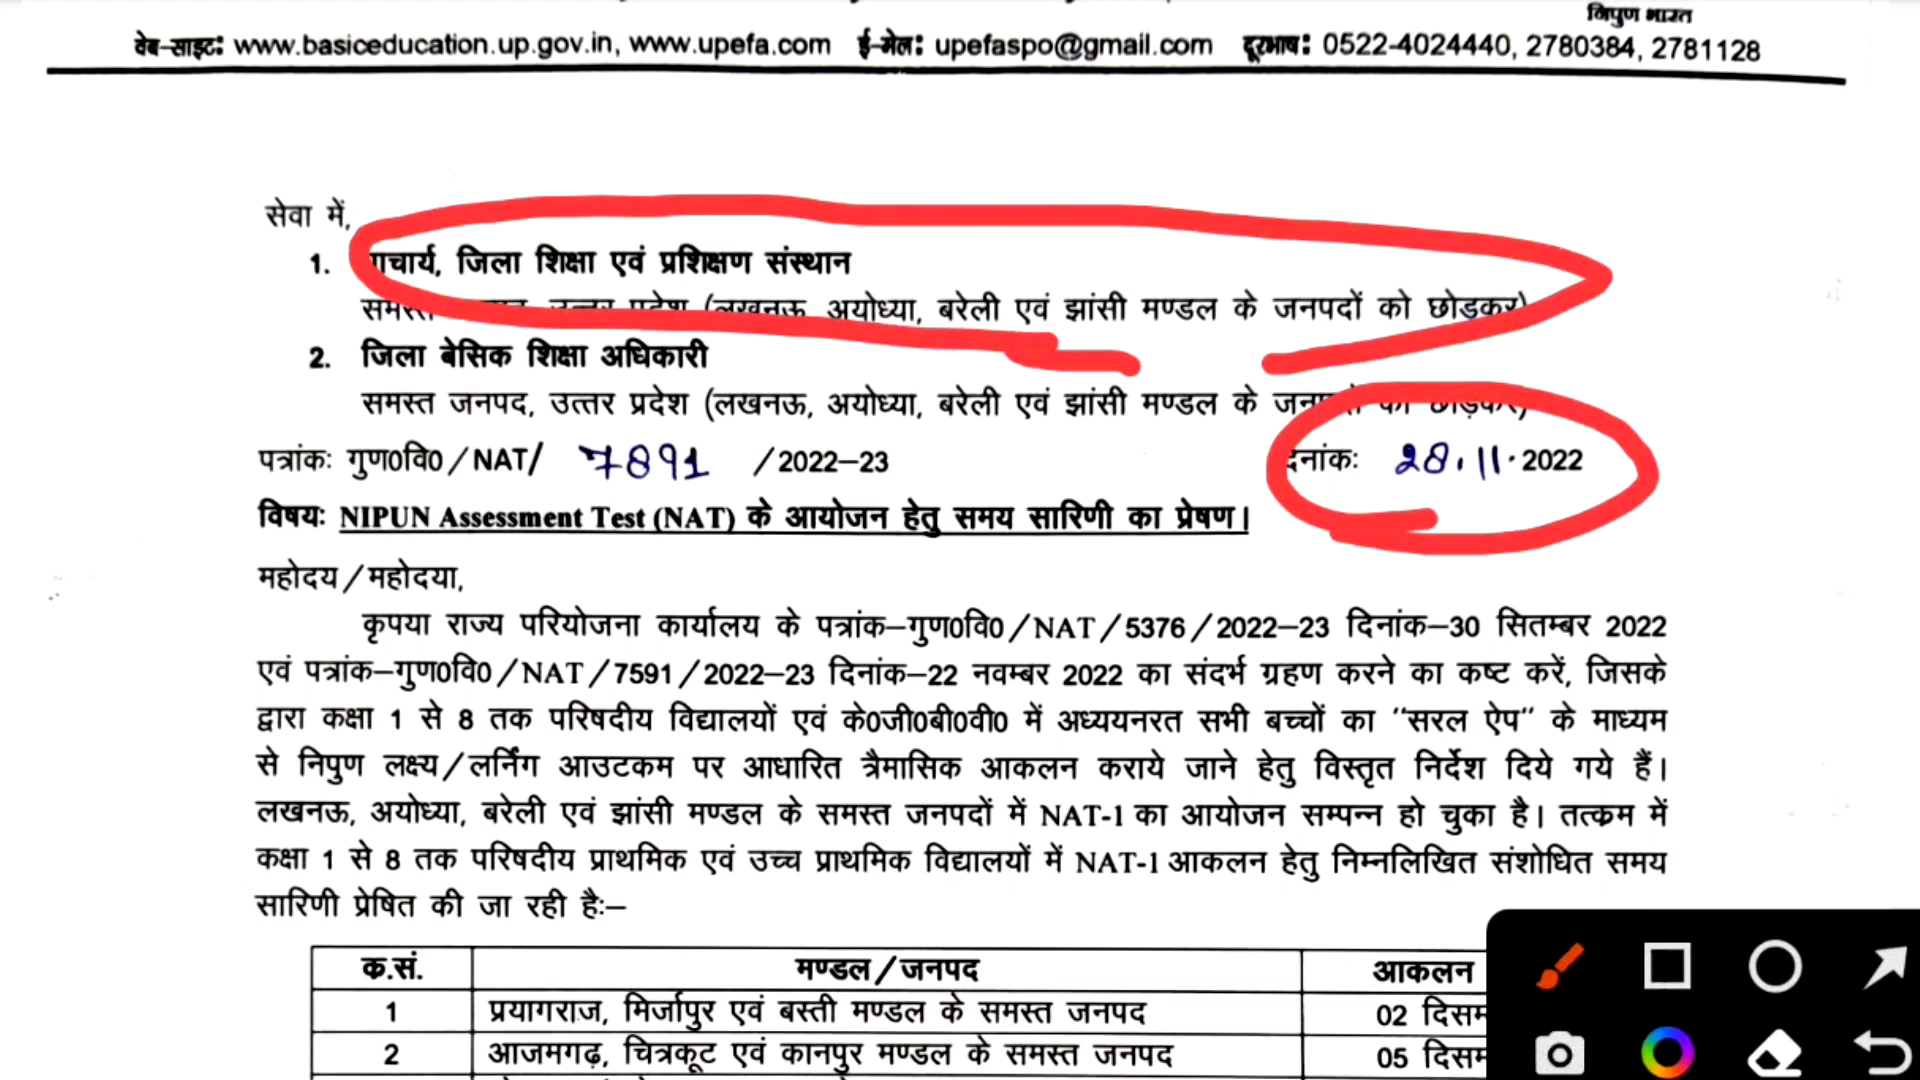 निपुण भारत
वेब–साइट: www.basiceducation.up.gov.in, www.upefa.com ई–मेल: upefaspo@gmail.com दूरभाष: 0522-4024440, 2780384, 2781128
सेवा में,
1. प्राचार्य, जिला शिक्षा एवं प्रशिक्षण संस्थान
समस्त जनपद, उत्तर प्रदेश (लखनऊ, अयोध्या, बरेली एवं झांसी मण्डल के जनपदों को छोड़कर)
2. जिला बेसिक शिक्षा अधिकारी
समस्त जनपद, उत्तर प्रदेश (लखनऊ, अयोध्या, बरेली एवं झांसी मण्डल के जनपदों को छोड़कर)
पत्रांकः गुण0वि0/NAT/ 7891 /2022–23 दिनांकः 28.11.2022
विषयः NIPUN Assessment Test (NAT) के आयोजन हेतु समय सारिणी का प्रेषण।
महोदय/महोदया,
कृपया राज्य परियोजना कार्यालय के पत्रांक–गुण0वि0/NAT/5376/2022–23 दिनांक–30 सितम्बर 2022
एवं पत्रांक–गुण0वि0/NAT/7591/2022–23 दिनांक–22 नवम्बर 2022 का संदर्भ ग्रहण करने का कष्ट करें, जिसके
द्वारा कक्षा 1 से 8 तक परिषदीय विद्यालयों एवं के0जी0बी0वी0 में अध्ययनरत सभी बच्चों का "सरल ऐप" के माध्यम
से निपुण लक्ष्य/लर्निंग आउटकम पर आधारित त्रैमासिक आकलन कराये जाने हेतु विस्तृत निर्देश दिये गये हैं।
लखनऊ, अयोध्या, बरेली एवं झांसी मण्डल के समस्त जनपदों में NAT-1 का आयोजन सम्पन्न हो चुका है। तत्क्रम में
कक्षा 1 से 8 तक परिषदीय प्राथमिक एवं उच्च प्राथमिक विद्यालयों में NAT-1 आकलन हेतु निम्नलिखित संशोधित समय
सारिणी प्रेषित की जा रही हैः–
क.सं. मण्डल/जनपद आकलन
1 प्रयागराज, मिर्जापुर एवं बस्ती मण्डल के समस्त जनपद 02 दिसम
2 आजमगढ़, चित्रकूट एवं कानपुर मण्डल के समस्त जनपद 05 दिसम